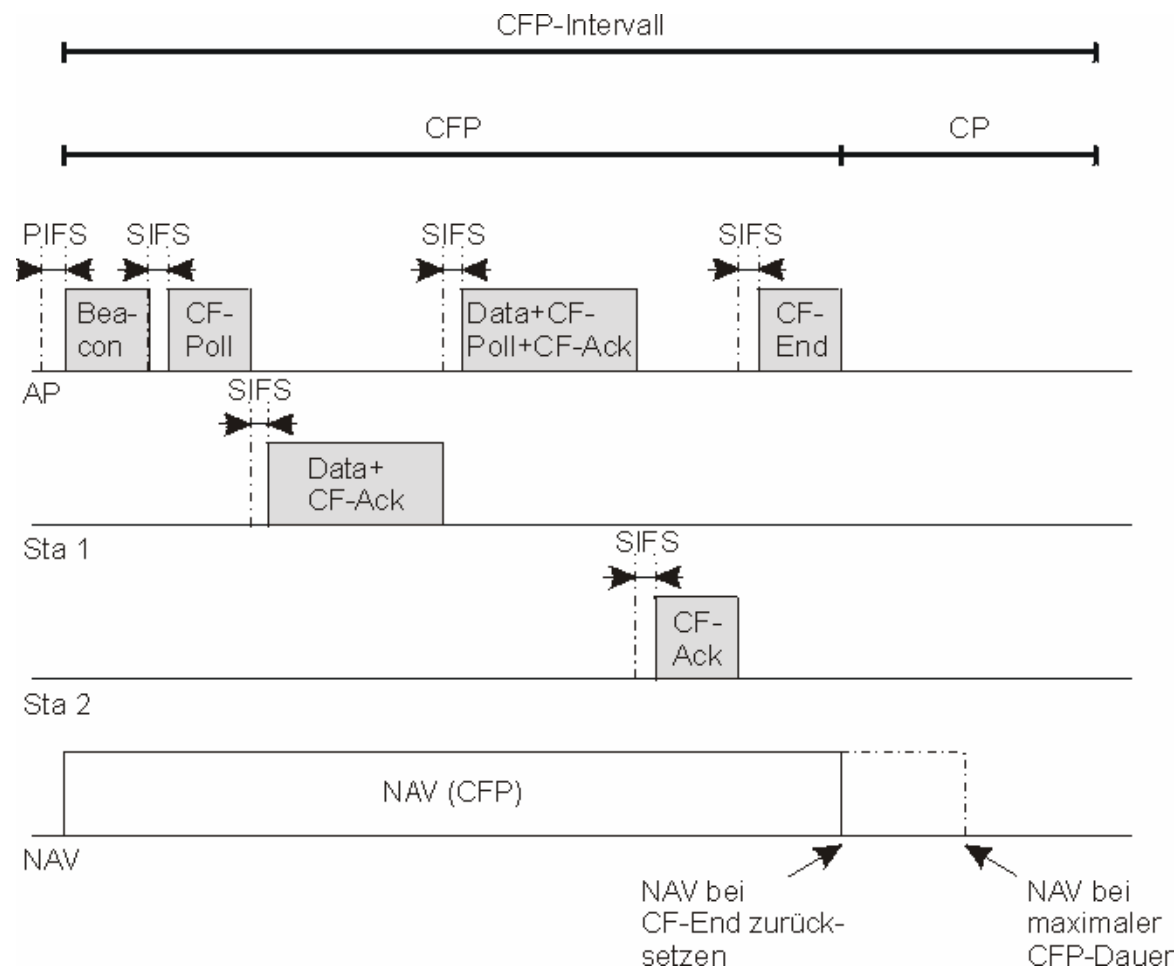 CFP-Intervall
CFP
CP
PIFS
SIFS
SIFS
SIFS
Bea-
con
CF-
Poll
Data+CF-
Poll+CF-Ack
CF-
End
AP
SIFS
Data+
CF-Ack
Sta 1
SIFS
CF-
Ack
Sta 2
NAV (CFP)
NAV
NAV bei
CF-End zurück-
setzen
NAV bei
maximaler
CFP-Dauer